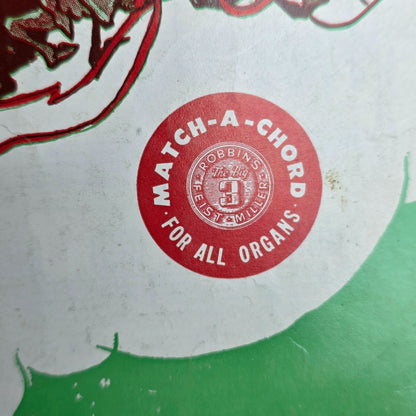 MATCH-A-CHORD
ROBBINS
The Big
3
FEIST • MILLER
• FOR ALL ORGANS •